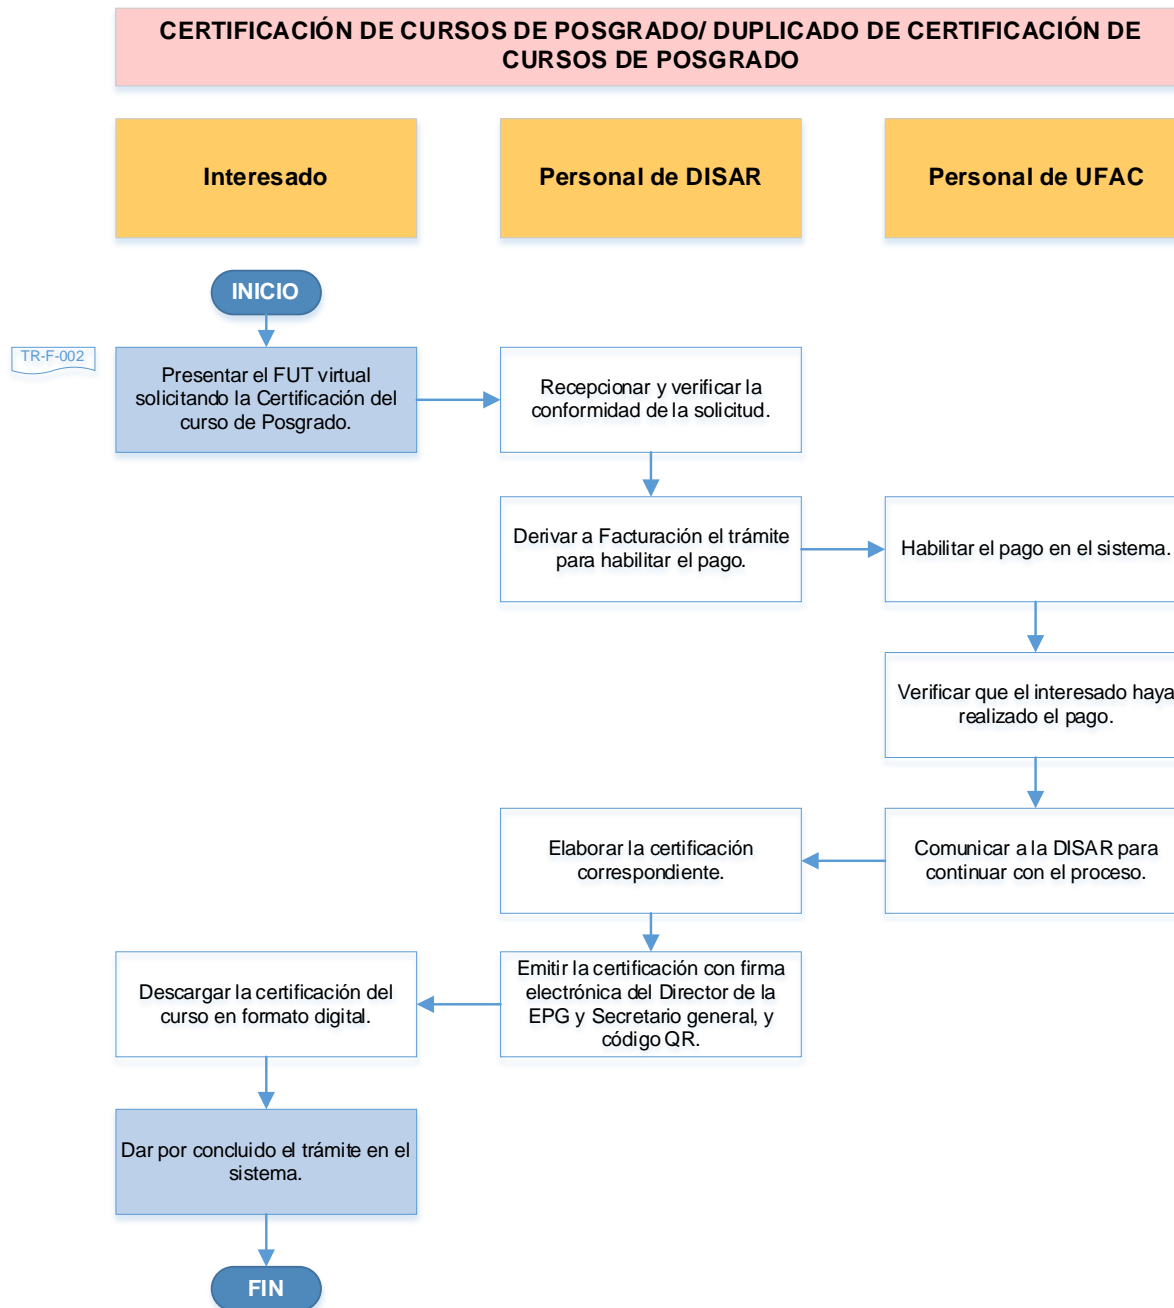 CERTIFICACIÓN DE CURSOS DE POSGRADO/ DUPLICADO DE CERTIFICACIÓN DE
CURSOS DE POSGRADO
Interesado
Personal de DISAR
Personal de UFAC
INICIO
TR-F-002
Presentar el FUT virtual
solicitando la Certificación del
curso de Posgrado.
Recepcionar y verificar la
conformidad de la solicitud.
Derivar a Facturación el trámite
para habilitar el pago.
Habilitar el pago en el sistema.
Verificar que el interesado haya
realizado el pago.
Comunicar a la DISAR para
continuar con el proceso.
Elaborar la certificación
correspondiente.
Emitir la certificación con firma
electrónica del Director de la
EPG y Secretario general, y
código QR.
Descargar la certificación del
curso en formato digital.
Dar por concluido el trámite en el
sistema.
FIN